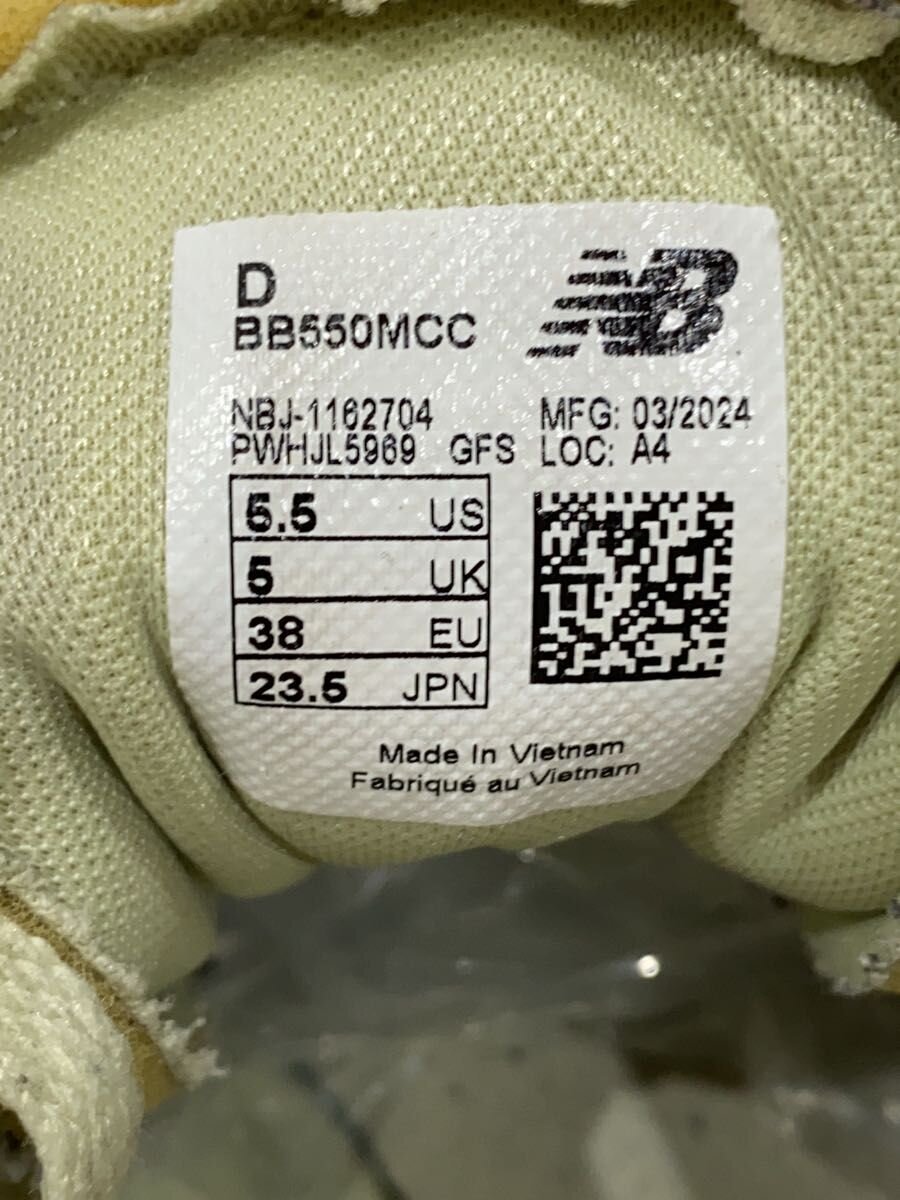 D
BB550MCC
NB
NBJ-1162704
PWHJL5969 GFS
MFG: 03/2024
LOC: A4
5.5 US
5 UK
38 EU
23.5 JPN
Made In Vietnam
Fabriqué au Vietnam